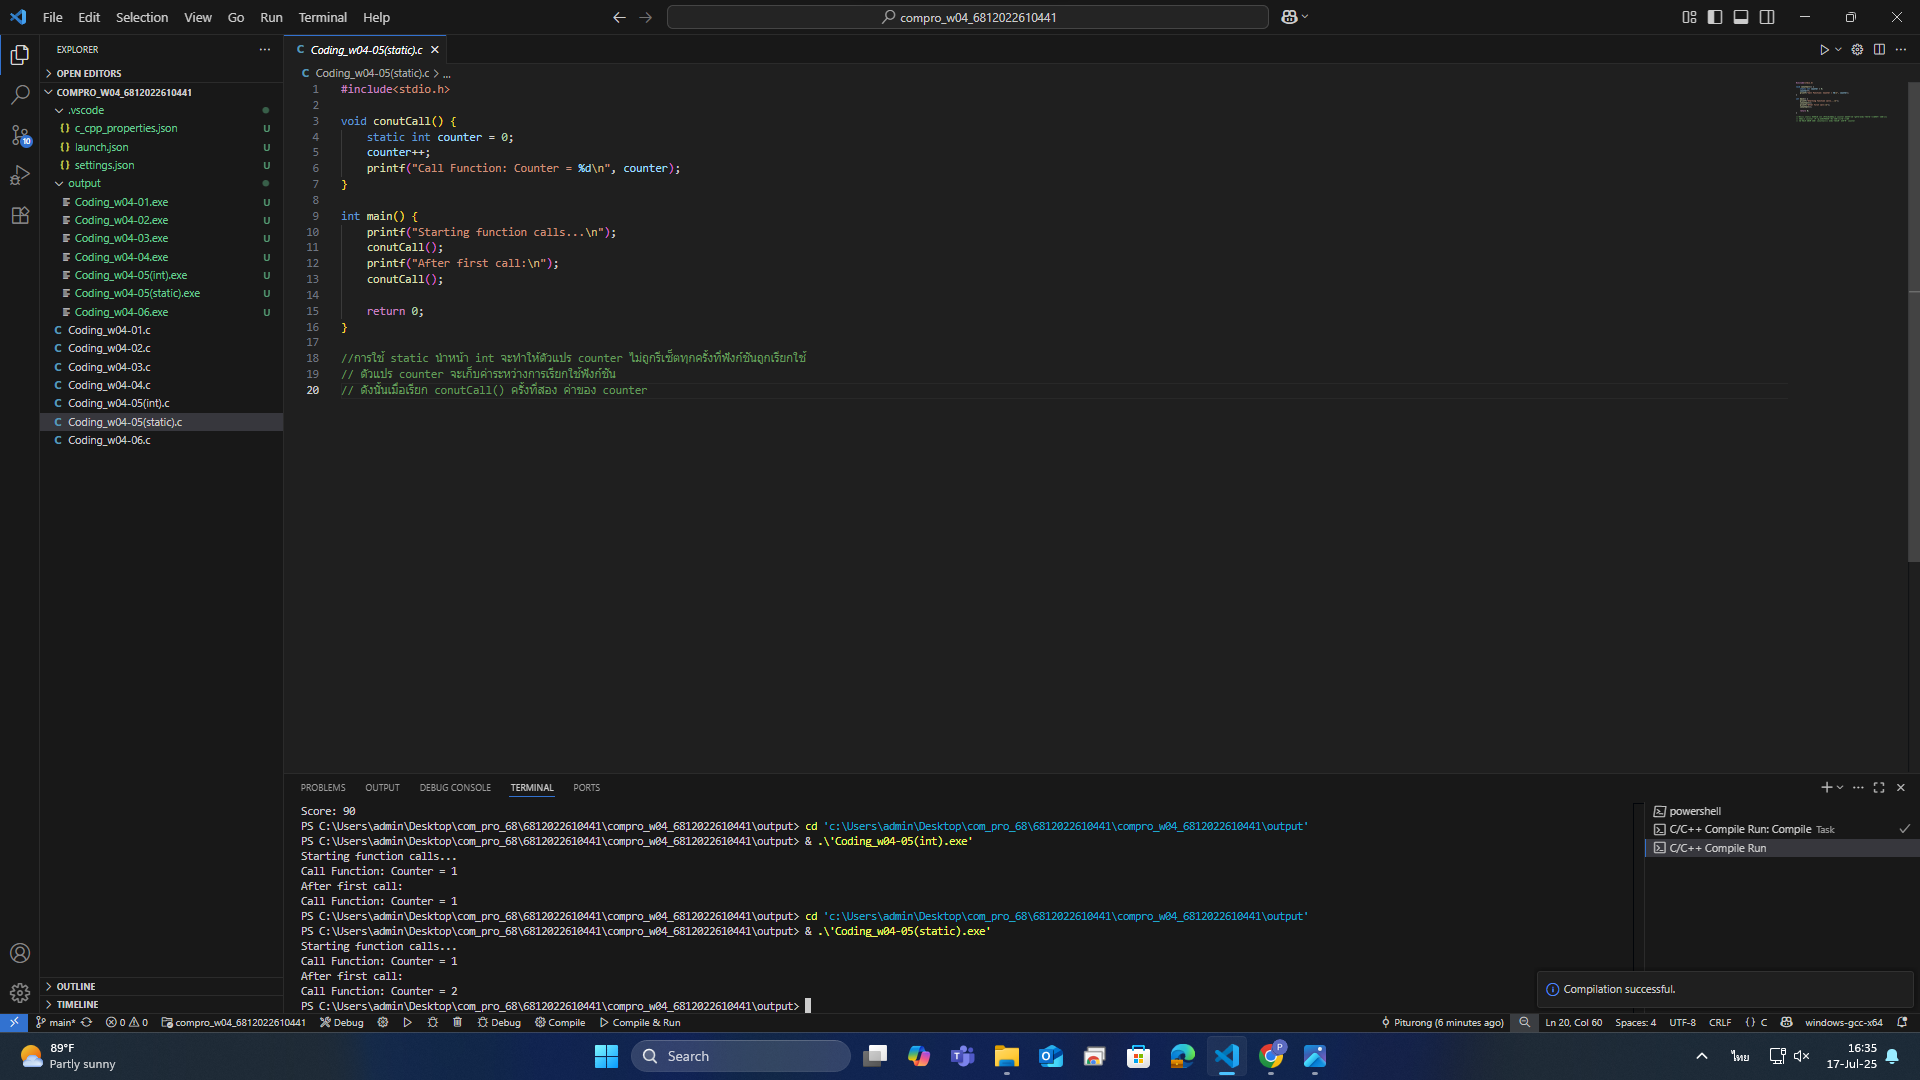 File Edit Selection View Go Run Terminal Help
compro_w04_6812022610441
EXPLORER
OPEN EDITORS
COMPRO_W04_6812022610441
.vscode
c_cpp_properties.json U
launch.json U
settings.json U
output
Coding_w04-01.exe U
Coding_w04-02.exe U
Coding_w04-03.exe U
Coding_w04-04.exe U
Coding_w04-05(int).exe U
Coding_w04-05(static).exe U
Coding_w04-06.exe U
C Coding_w04-01.c
C Coding_w04-02.c
C Coding_w04-03.c
C Coding_w04-04.c
C Coding_w04-05(int).c
C Coding_w04-05(static).c
C Coding_w04-06.c
OUTLINE
TIMELINE
C Coding_w04-05(static).c
C Coding_w04-05(static).c > ...
1 #include<stdio.h>
2
3 void conutCall() {
4 static int counter = 0;
5 counter++;
6 printf("Call Function: Counter = %d\n", counter);
7 }
8
9 int main() {
10 printf("Starting function calls...\n");
11 conutCall();
12 printf("After first call:\n");
13 conutCall();
14
15 return 0;
16 }
17
18 //การใช้ static นำหน้า int จะทำให้ตัวแปร counter ไม่ถูกรีเซ็ตทุกครั้งที่ฟังก์ชันถูกเรียกใช้
19 // ตัวแปร counter จะเก็บค่าระหว่างการเรียกใช้ฟังก์ชัน
20 // ดังนั้นเมื่อเรียก conutCall() ครั้งที่สอง ค่าของ counter
PROBLEMS OUTPUT DEBUG CONSOLE TERMINAL PORTS
Score: 90
PS C:\Users\admin\Desktop\com_pro_68\6812022610441\compro_w04_6812022610441\output> cd 'c:\Users\admin\Desktop\com_pro_68\6812022610441\compro_w04_6812022610441\output'
PS C:\Users\admin\Desktop\com_pro_68\6812022610441\compro_w04_6812022610441\output> & .\'Coding_w04-05(int).exe'
Starting function calls...
Call Function: Counter = 1
After first call:
Call Function: Counter = 1
PS C:\Users\admin\Desktop\com_pro_68\6812022610441\compro_w04_6812022610441\output> cd 'c:\Users\admin\Desktop\com_pro_68\6812022610441\compro_w04_6812022610441\output'
PS C:\Users\admin\Desktop\com_pro_68\6812022610441\compro_w04_6812022610441\output> & .\'Coding_w04-05(static).exe'
Starting function calls...
Call Function: Counter = 1
After first call:
Call Function: Counter = 2
PS C:\Users\admin\Desktop\com_pro_68\6812022610441\compro_w04_6812022610441\output>
powershell
C/C++ Compile Run: Compile Task
C/C++ Compile Run
Compilation successful.
main* 0 0 compro_w04_6812022610441 Debug Debug Compile Compile & Run
Piturong (6 minutes ago) Ln 20, Col 60 Spaces: 4 UTF-8 CRLF {} C windows-gcc-x64
89°F
Partly sunny
Search
ไทย
16:35
17-Jul-25